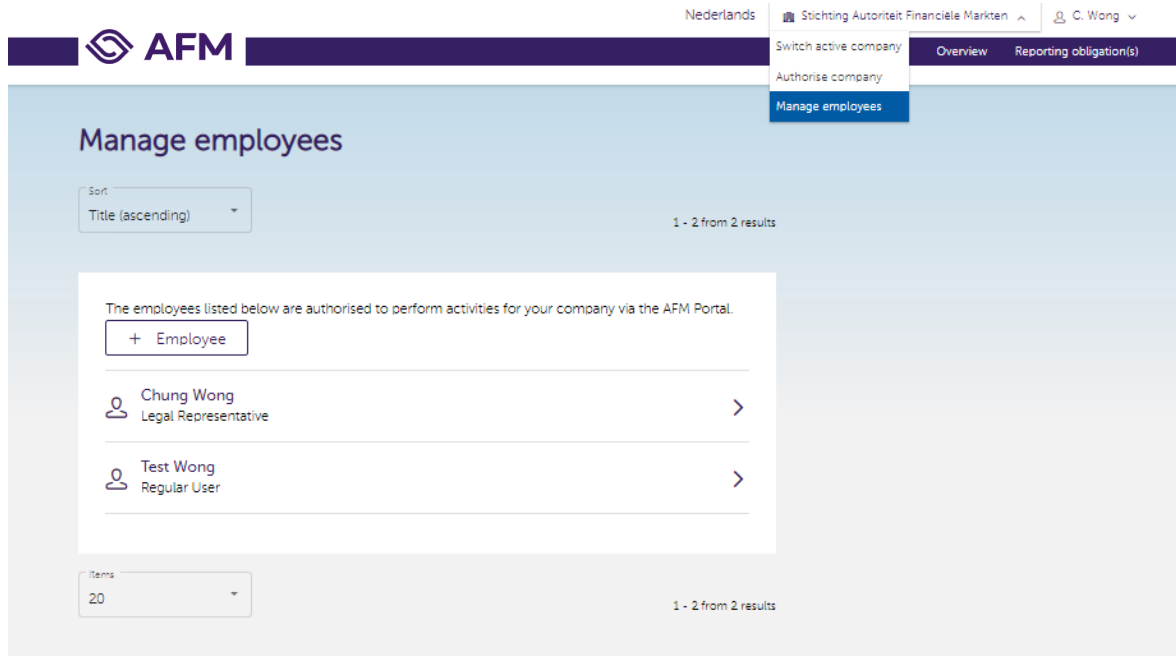 Nederlands
Stichting Autoriteit Financiële Markten
C. Wong
AFM
Switch active company
Authorise company
Manage employees
Overview
Reporting obligation(s)
Manage employees
Sort
Title (ascending)
1 - 2 from 2 results
The employees listed below are authorised to perform activities for your company via the AFM Portal.
+ Employee
Chung Wong
Legal Representative
Test Wong
Regular User
Items
20
1 - 2 from 2 results